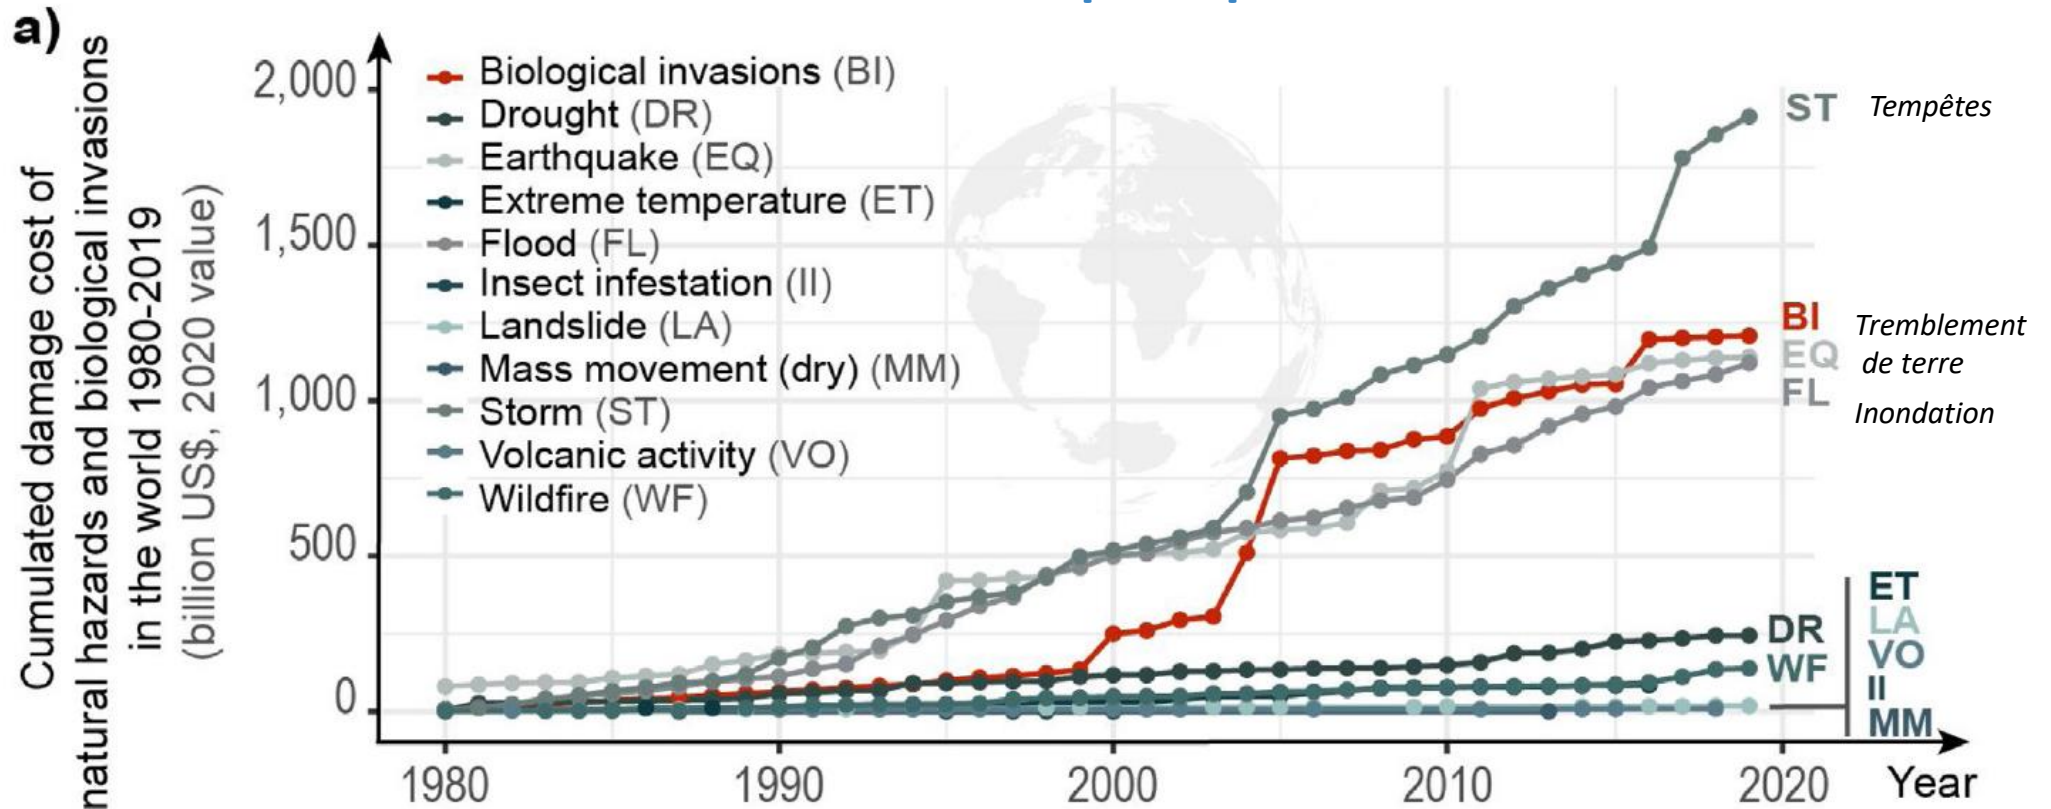 a)
Cumulated damage cost of
natural hazards and biological invasions
in the world 1980-2019
(billion US$, 2020 value)
2,000
1,500
1,000
500
0
Biological invasions (BI)
Drought (DR)
Earthquake (EQ)
Extreme temperature (ET)
Flood (FL)
Insect infestation (II)
Landslide (LA)
Mass movement (dry) (MM)
Storm (ST)
Volcanic activity (VO)
Wildfire (WF)
ST Tempêtes
BI
EQ
FL
Tremblement
de terre
Inondation
DR
WF
ET
LA
VO
II
MM
1980 1990 2000 2010 2020 Year